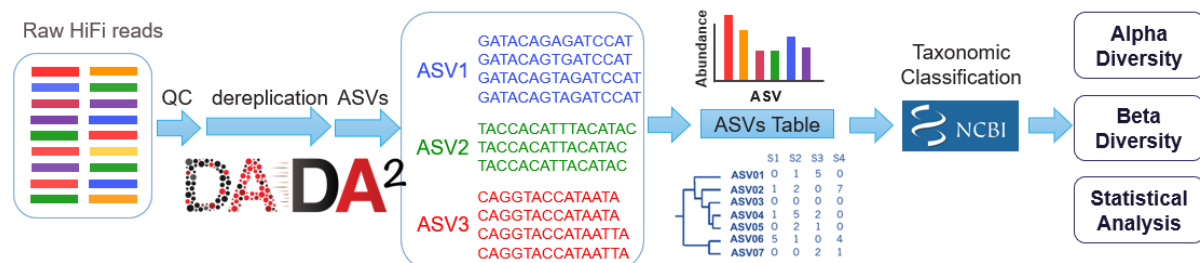 Raw HiFi reads
QC
dereplication
ASVs
DADA2
ASV1
GATACAGAGATCCAT
GATACAGTGATCCAT
GATACAGTAGATCCAT
GATACAGTAGATCCAT
ASV2
TACCACATTTACATAC
TACCACATTACATAC
TACCACATTACATAC
ASV3
CAGGTACCATAATA
CAGGTACCATAATA
CAGGTACCATAATTA
CAGGTACCATAATTA
Abundance
ASV
ASVs Table
S1 S2 S3 S4
ASV01 0 1 5 0
ASV02 1 2 0 7
ASV03 0 0 0 0
ASV04 1 5 2 0
ASV05 0 2 1 0
ASV06 5 1 0 4
ASV07 0 0 2 1
Taxonomic
Classification
NCBI
Alpha
Diversity
Beta
Diversity
Statistical
Analysis